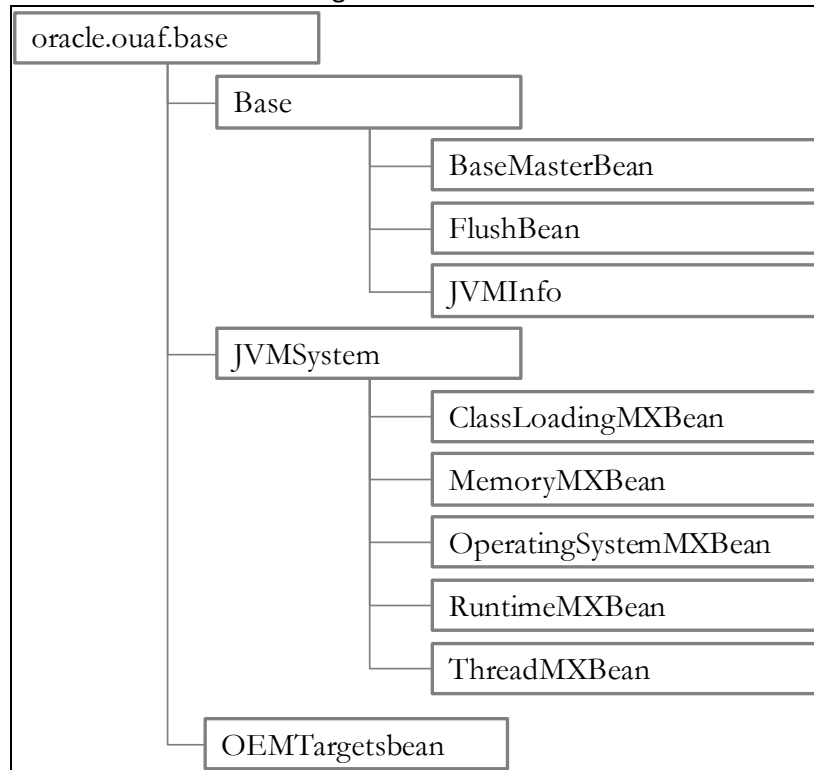 oracle.ouaf.base
Base
BaseMasterBean
FlushBean
JVMInfo
JVMSystem
ClassLoadingMXBean
MemoryMXBean
OperatingSystemMXBean
RuntimeMXBean
ThreadMXBean
OEMTargetsbean